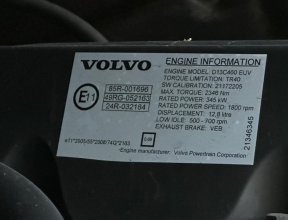 VOLVO
E11
85R-001696
49RG-052163
24R-032184
ENGINE INFORMATION
ENGINE MODEL: D13C460 EUV
TORQUE LIMITATION: TR40
SW CALIBRATION: 21172205
MAX. TORQUE: 2346 Nm
RATED POWER: 345 kW
RATED POWER SPEED: 1800 rpm
DISPLACEMENT: 12,8 litre
LOW IDLE: 500 - 700 rpm
EXHAUST BRAKE: VEB
21346345
Engine manufacturer: Volvo Powertrain Corporation